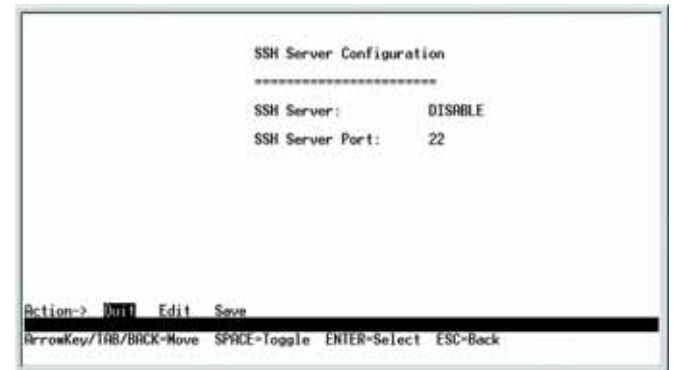 SSH Server Configuration
========================
SSH Server: DISABLE
SSH Server Port: 22
Action-> Quit Edit Save
ArrowKey/TAB/BACK=Move SPACE=Toggle ENTER=Select ESC=Back